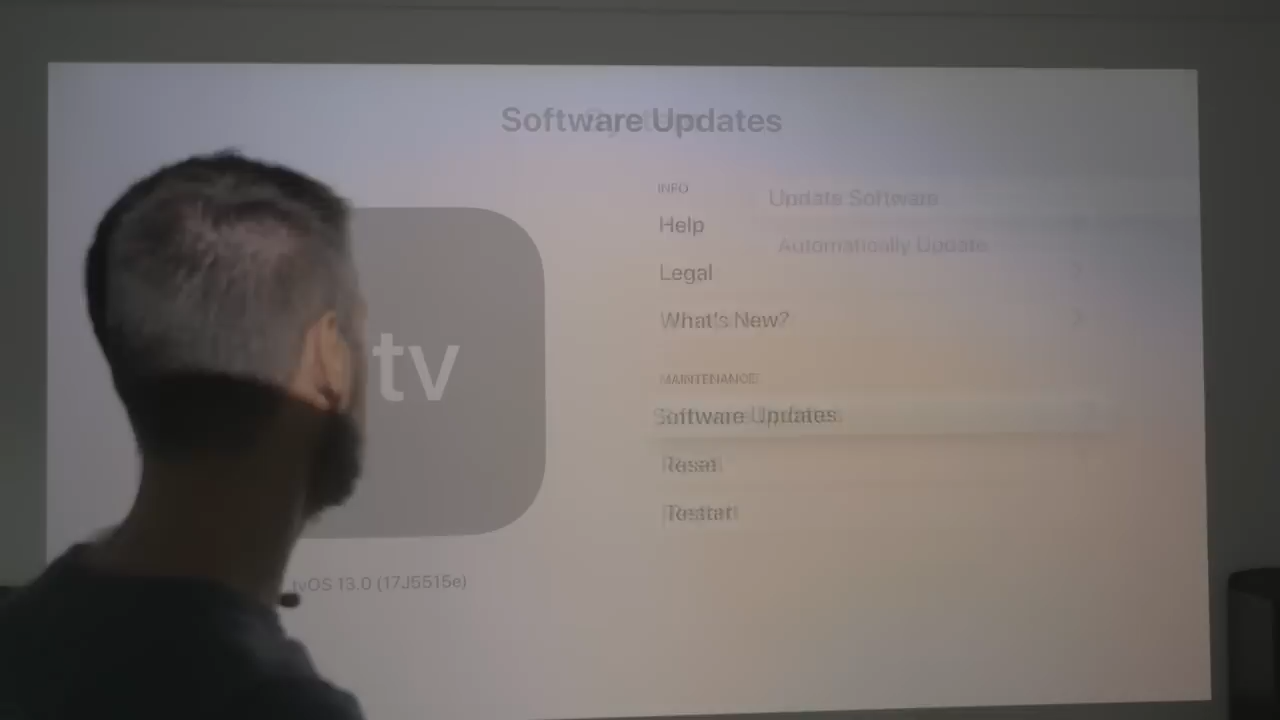 Software Updates
INFO
Update Software
Help
Automatically Update
Legal
What's New?
tv
MAINTENANCE
Software Updates
Reset
Restart
tvOS 13.0 (17J5515e)